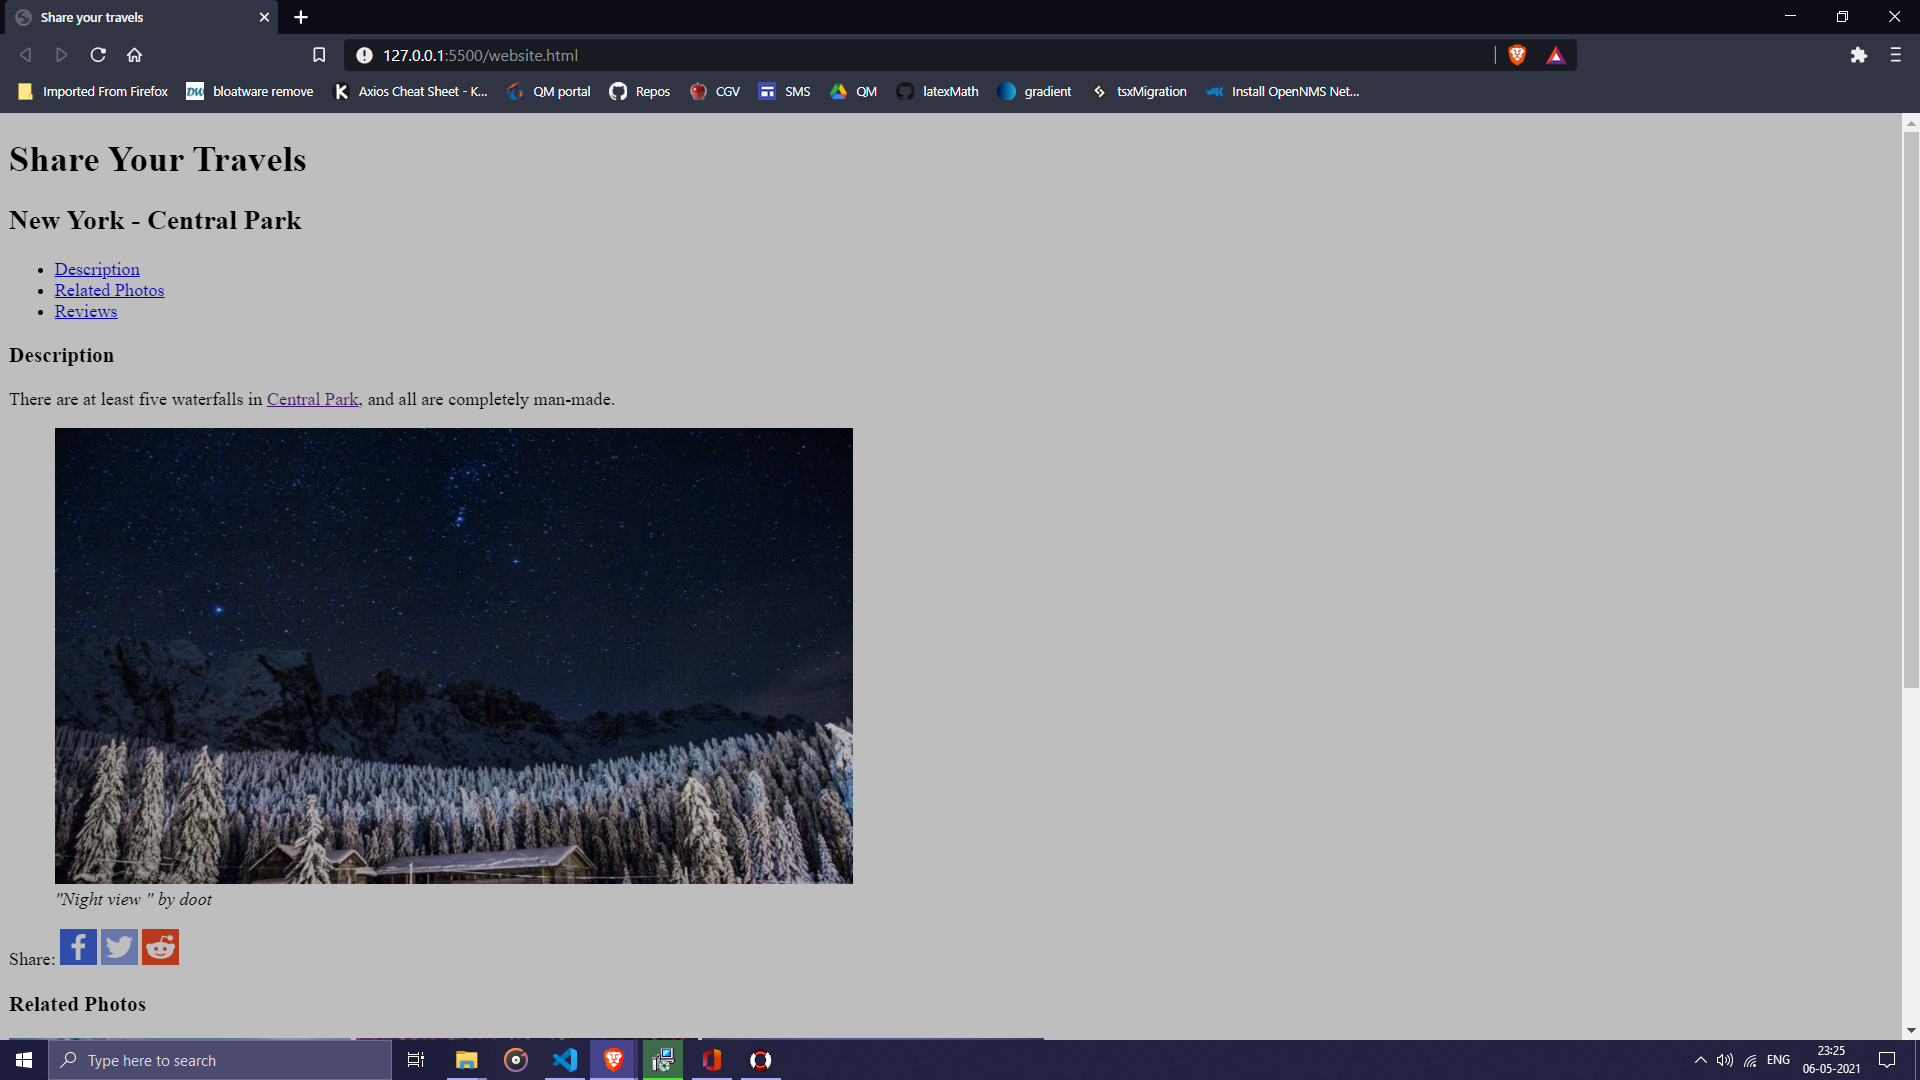 Share your travels
127.0.0.1:5500/website.html
Imported From Firefox
DW bloatware remove
K Axios Cheat Sheet - K...
QM portal
Repos
CGV
SMS
QM
latexMath
gradient
tsxMigration
Install OpenNMS Net...
Share Your Travels
New York - Central Park
Description
Related Photos
Reviews
Description
There are at least five waterfalls in Central Park, and all are completely man-made.
"Night view " by doot
Share:
Related Photos
Type here to search
ENG
23:25
06-05-2021